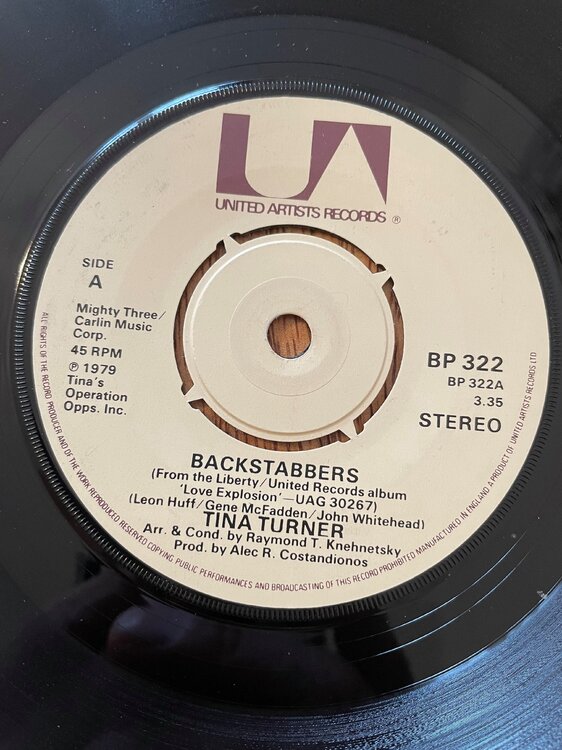 UA
UNITED ARTISTS RECORDS ®
SIDE
A
Mighty Three/
Carlin Music
Corp.
45 RPM
℗ 1979
Tina's
Operation
Opps. Inc.
BP 322
BP 322A
3.35
STEREO
BACKSTABBERS
(From the Liberty/United Records album
'Love Explosion'—UAG 30267)
(Leon Huff/Gene McFadden/John Whitehead)
TINA TURNER
Arr. & Cond. by Raymond T. Knehnetsky
Prod. by Alec R. Costandionos
ALL RIGHTS OF THE RECORD PRODUCER AND OF THE WORK REPRODUCED RESERVED COPYING PUBLIC PERFORMANCES AND BROADCASTING OF THIS RECORD PROHIBITED MANUFACTURED IN ENGLAND A PRODUCT OF UNITED ARTISTS RECORDS LTD